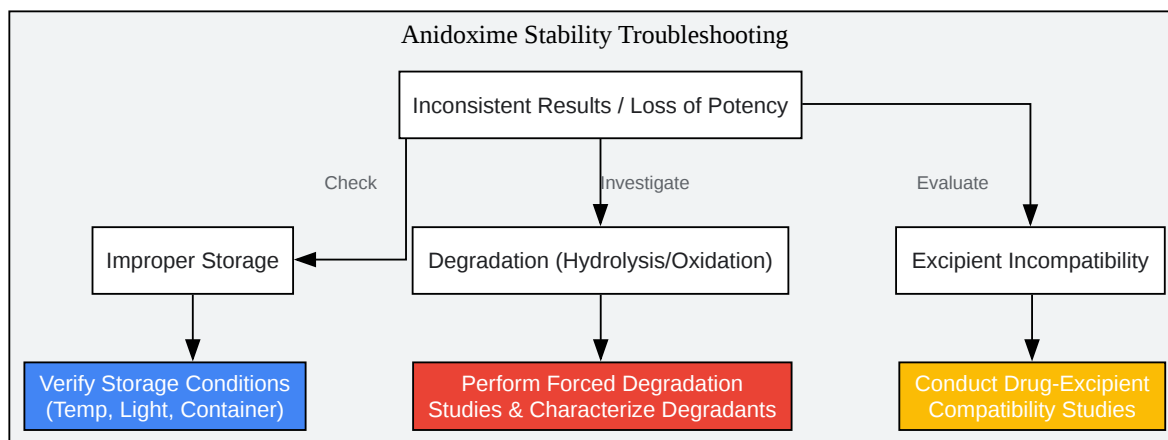 Anidoxime Stability Troubleshooting
Inconsistent Results / Loss of Potency
Check
Investigate
Evaluate
Improper Storage
Degradation (Hydrolysis/Oxidation)
Excipient Incompatibility
Verify Storage Conditions
(Temp, Light, Container)
Perform Forced Degradation
Studies & Characterize Degradants
Conduct Drug-Excipient
Compatibility Studies